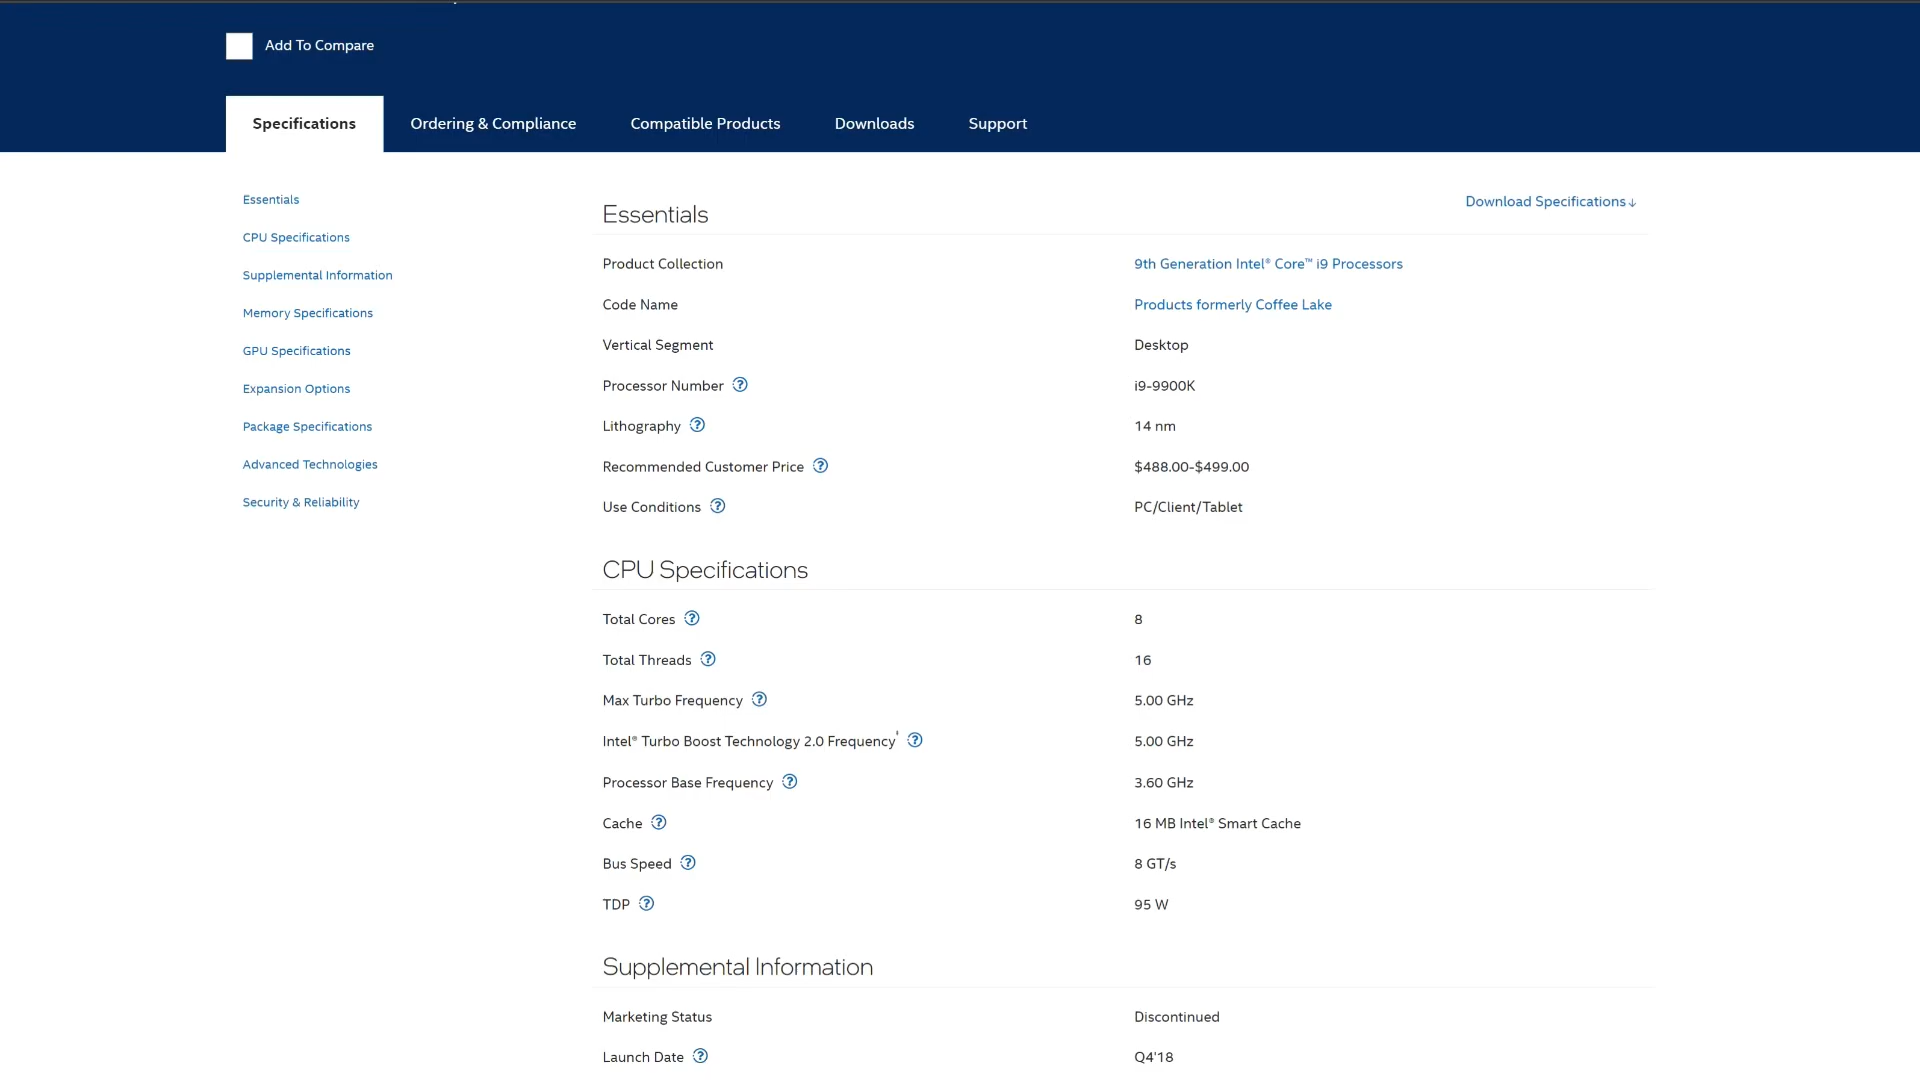 Add To Compare
Specifications
Ordering & Compliance
Compatible Products
Downloads
Support
Essentials
CPU Specifications
Supplemental Information
Memory Specifications
GPU Specifications
Expansion Options
Package Specifications
Advanced Technologies
Security & Reliability
Download Specifications↓
Essentials
Product Collection 9th Generation Intel® Core™ i9 Processors
Code Name Products formerly Coffee Lake
Vertical Segment Desktop
Processor Number ? i9-9900K
Lithography ? 14 nm
Recommended Customer Price ? $488.00-$499.00
Use Conditions ? PC/Client/Tablet
CPU Specifications
Total Cores ? 8
Total Threads ? 16
Max Turbo Frequency ? 5.00 GHz
Intel® Turbo Boost Technology 2.0 Frequency ? 5.00 GHz
Processor Base Frequency ? 3.60 GHz
Cache ? 16 MB Intel® Smart Cache
Bus Speed ? 8 GT/s
TDP ? 95 W
Supplemental Information
Marketing Status Discontinued
Launch Date ? Q4'18